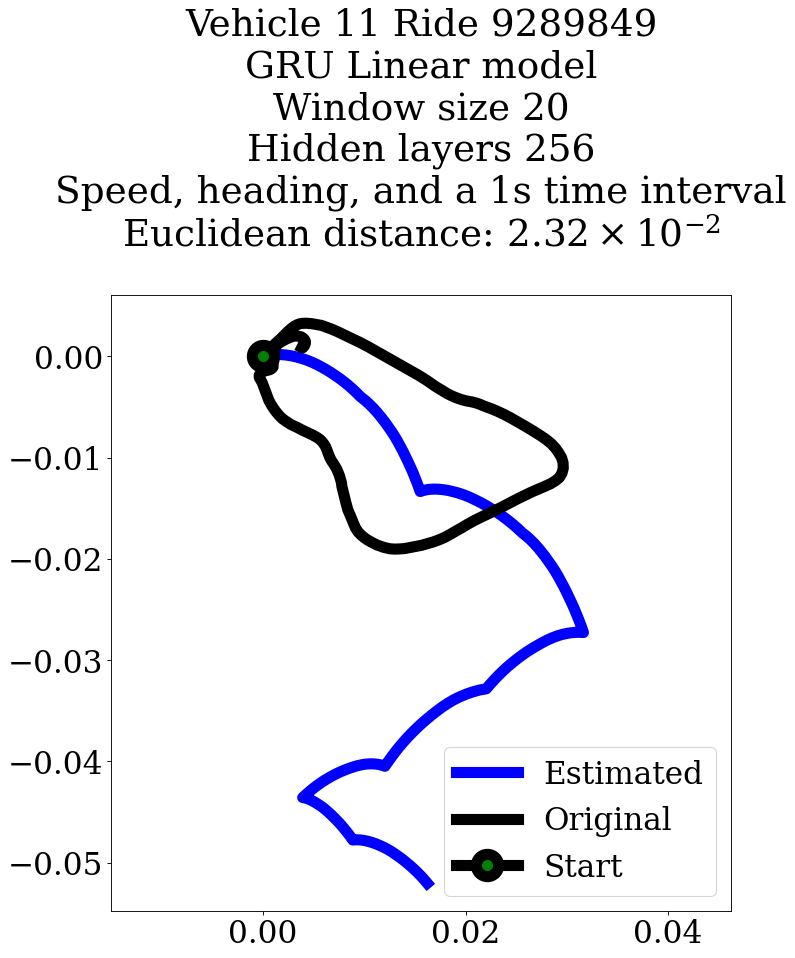 Vehicle 11 Ride 9289849
GRU Linear model
Window size 20
Hidden layers 256
Speed, heading, and a 1s time interval
Euclidean distance: 2.32 × 10⁻²
0.00
−0.01
−0.02
−0.03
−0.04
−0.05
Estimated
Original
Start
0.00 0.02 0.04